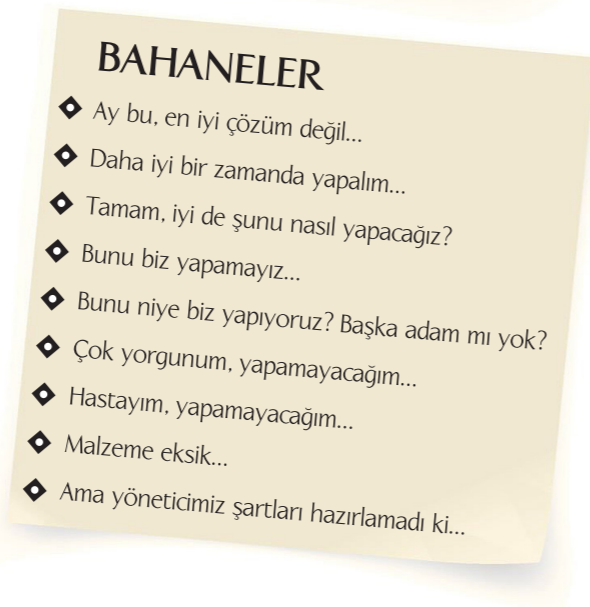 BAHANELER
Ay bu, en iyi çözüm değil...
Daha iyi bir zamanda yapalım...
Tamam, iyi de şunu nasıl yapacağız?
Bunu biz yapamayız...
Bunu niye biz yapıyoruz? Başka adam mı yok?
Çok yorgunum, yapamayacağım...
Hastayım, yapamayacağım...
Malzeme eksik...
Ama yöneticimiz şartları hazırlamadı ki...